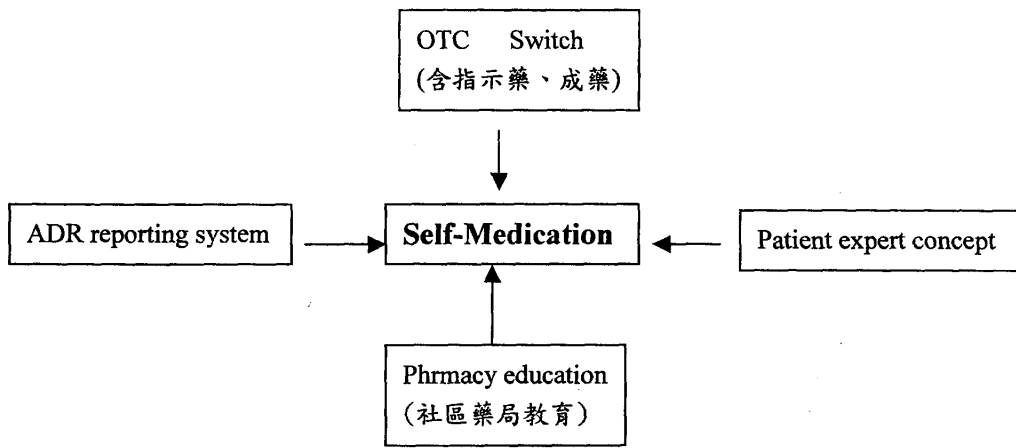 OTC Switch
(含指示藥、成藥)
ADR reporting system
Self-Medication
Patient expert concept
Phrmacy education
(社區藥局教育)